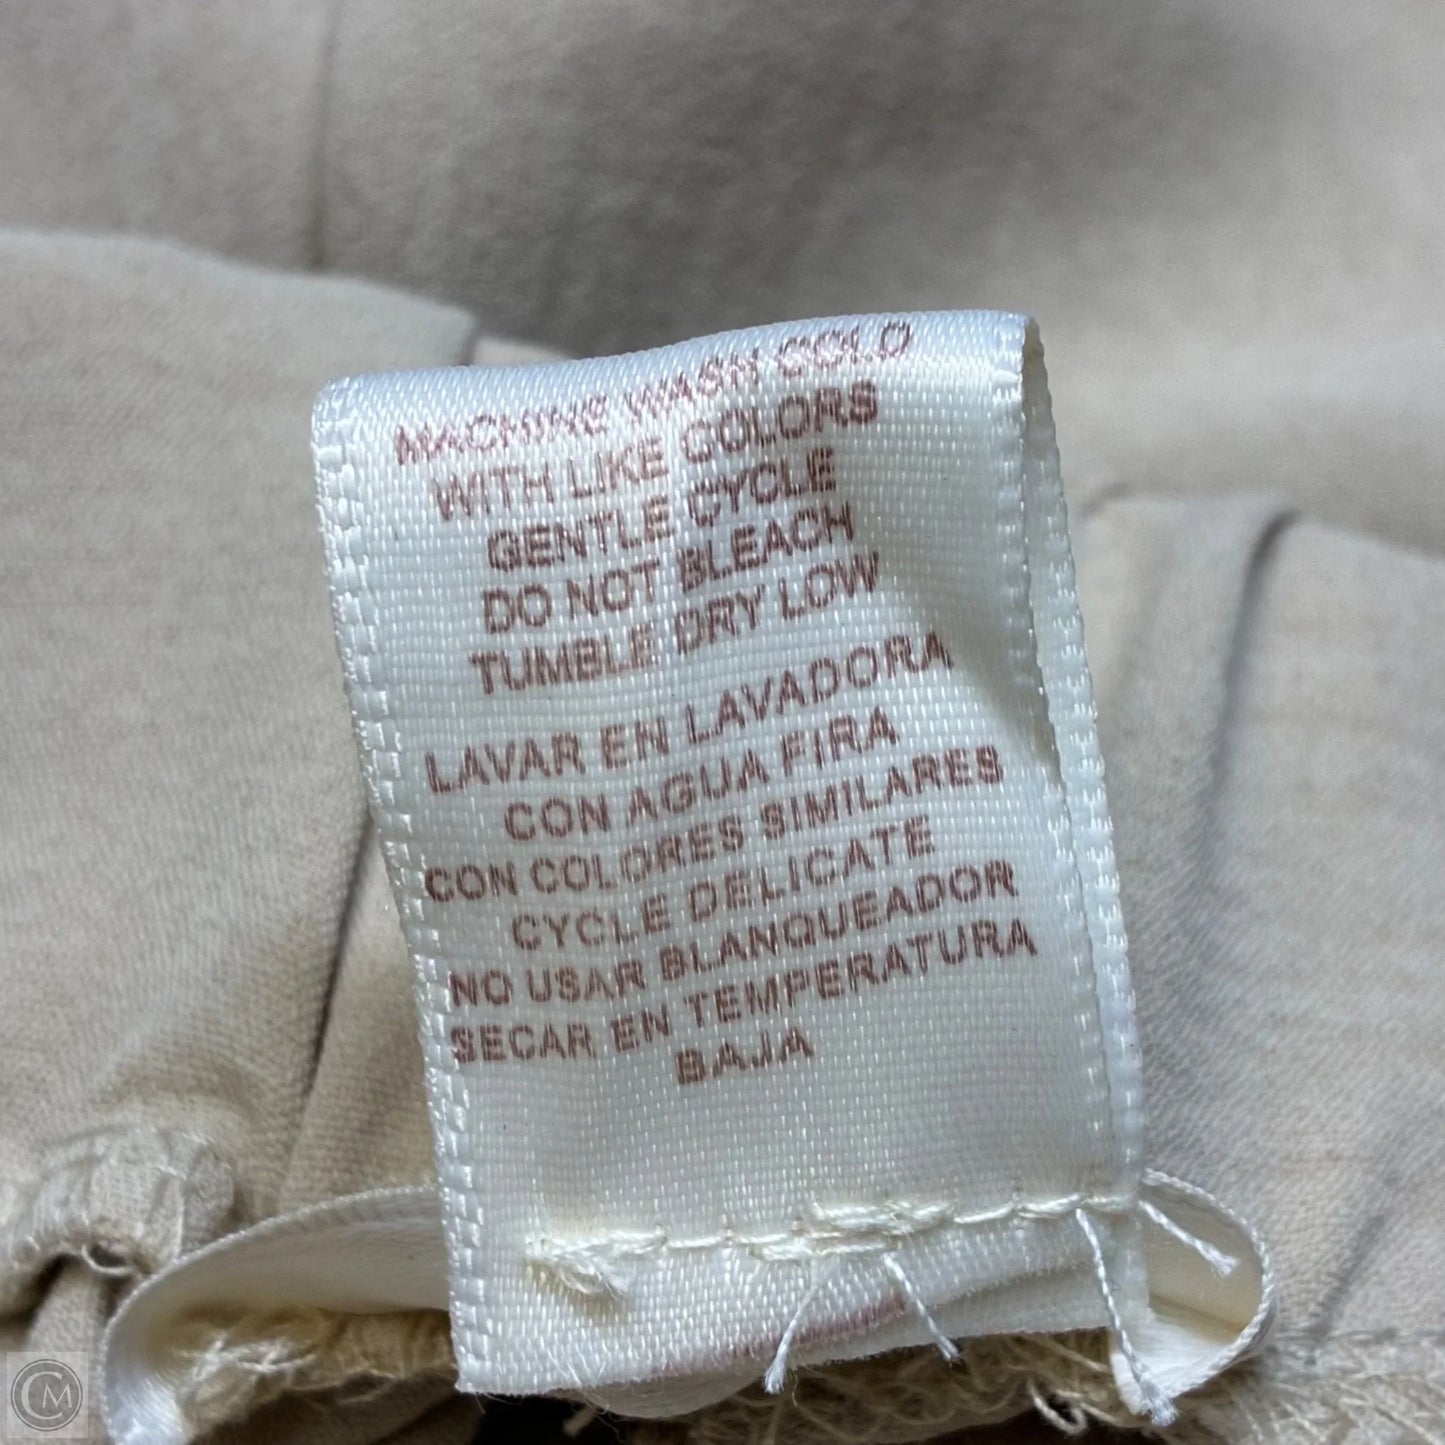 MACHINE WASH COLD
WITH LIKE COLORS
GENTLE CYCLE
DO NOT BLEACH
TUMBLE DRY LOW
LAVAR EN LAVADORA
CON AGUA FIRA
CON COLORES SIMILARES
CYCLE DELICATE
NO USAR BLANQUEADOR
SECAR EN TEMPERATURA
BAJA
CM